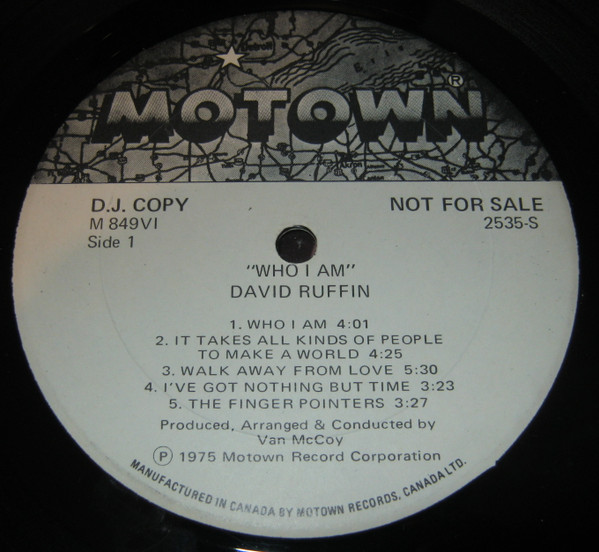 Detroit
Erie
MOTOWN®
D.J. COPY NOT FOR SALE
M 849VI 2535-S
Side 1
"WHO I AM"
DAVID RUFFIN
1. WHO I AM 4:01
2. IT TAKES ALL KINDS OF PEOPLE
TO MAKE A WORLD 4:25
3. WALK AWAY FROM LOVE 5:30
4. I'VE GOT NOTHING BUT TIME 3:23
5. THE FINGER POINTERS 3:27
Produced, Arranged & Conducted by
Van McCoy
Ⓟ 1975 Motown Record Corporation
MANUFACTURED IN CANADA BY MOTOWN RECORDS, CANADA LTD.